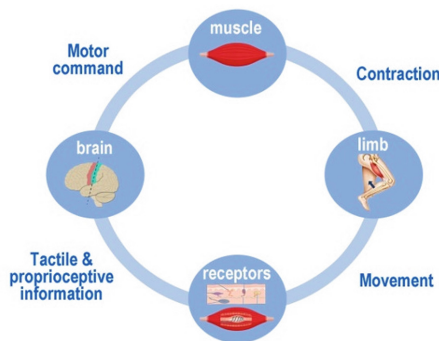 muscle
Motor
command
Contraction
brain
limb
Tactile &
proprioceptive
information
receptors
Movement